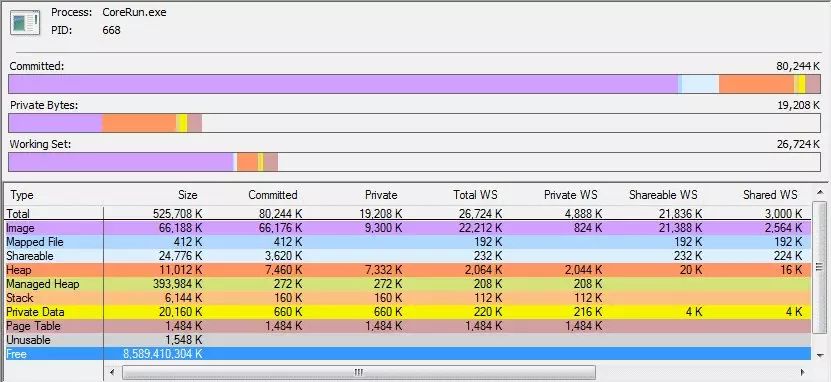 Process: CoreRun.exe
PID: 668
Committed: 80,244 K
Private Bytes: 19,208 K
Working Set: 26,724 K
Type Size Committed Private Total WS Private WS Shareable WS Shared WS
Total 525,708 K 80,244 K 19,208 K 26,724 K 4,888 K 21,836 K 3,000 K
Image 66,188 K 66,176 K 9,300 K 22,212 K 824 K 21,388 K 2,564 K
Mapped File 412 K 412 K 192 K 192 K 192 K
Shareable 24,776 K 3,620 K 232 K 232 K 224 K
Heap 11,012 K 7,460 K 7,332 K 2,064 K 2,044 K 20 K 16 K
Managed Heap 393,984 K 272 K 272 K 208 K 208 K
Stack 6,144 K 160 K 160 K 112 K 112 K
Private Data 20,160 K 660 K 660 K 220 K 216 K 4 K 4 K
Page Table 1,484 K 1,484 K 1,484 K 1,484 K 1,484 K
Unusable 1,548 K
Free 8,589,410,304 K